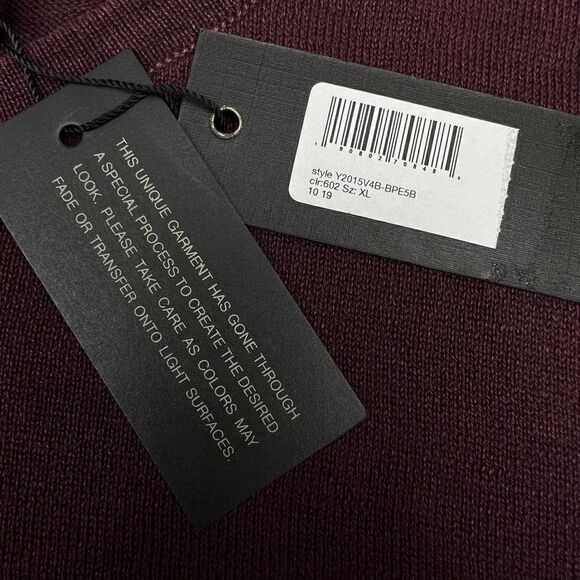 THIS UNIQUE GARMENT HAS GONE THROUGH
A SPECIAL PROCESS TO CREATE THE DESIRED
LOOK. PLEASE TAKE CARE AS COLORS MAY
FADE OR TRANSFER ONTO LIGHT SURFACES.
190802708486
style Y2015V4B-BPE5B
clr:602 Sz: XL
10 19